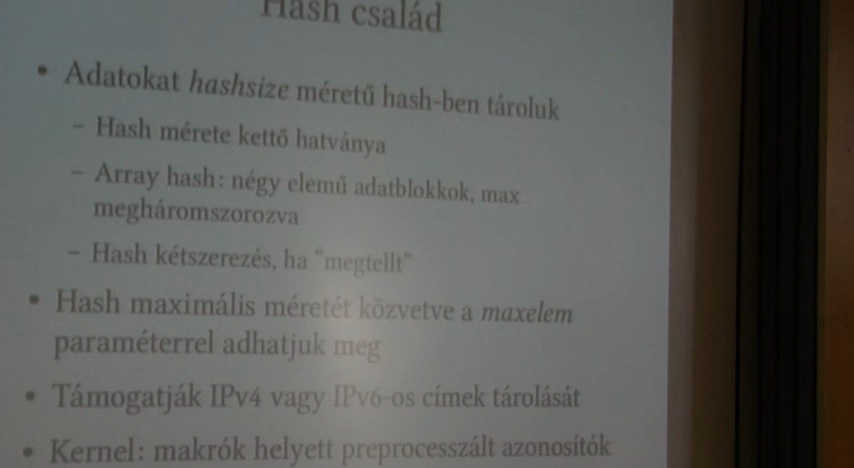 Hash család
• Adatokat hashsize méretű hash-ben tároluk
– Hash mérete kettő hatványa
– Array hash: négy elemű adatblokkok, max
megháromszorozva
– Hash kétszerezés, ha "megtellt"
• Hash maximális méretét közvetve a maxelem
paraméterrel adhatjuk meg
• Támogatják IPv4 vagy IPv6-os címek tárolását
• Kernel: makrók helyett preprocesszált azonosítók